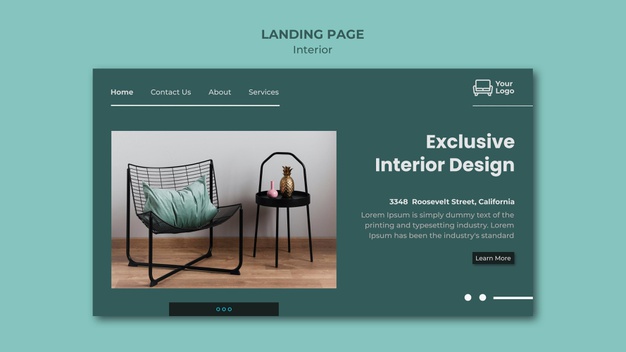 LANDING PAGE
Interior
Home Contact Us About Services
Your
Logo
Exclusive
Interior Design
3348 Roosevelt Street, California
Lorem Ipsum is simply dummy text of the
printing and typesetting industry. Lorem
Ipsum has been the industry's standard
Learn More